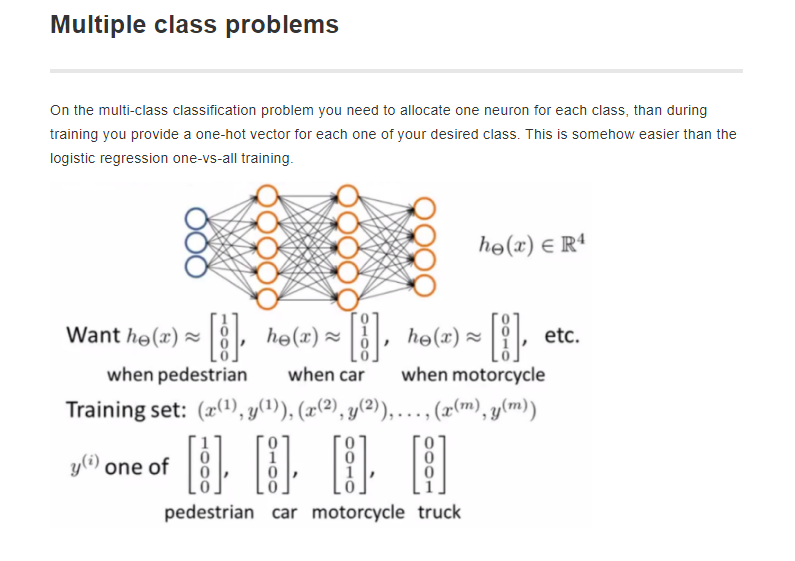 Multiple class problems
On the multi-class classification problem you need to allocate one neuron for each class, than during
training you provide a one-hot vector for each one of your desired class. This is somehow easier than the
logistic regression one-vs-all training.
hΘ(x) ∈ ℝ⁴
Want hΘ(x) ≈ [1 0 0 0], hΘ(x) ≈ [0 1 0 0], hΘ(x) ≈ [0 0 1 0], etc.
when pedestrian when car when motorcycle
Training set: (x⁽¹⁾, y⁽¹⁾), (x⁽²⁾, y⁽²⁾), . . . , (x⁽ᵐ⁾, y⁽ᵐ⁾)
y⁽ⁱ⁾ one of [1 0 0 0], [0 1 0 0], [0 0 1 0], [0 0 0 1]
pedestrian car motorcycle truck